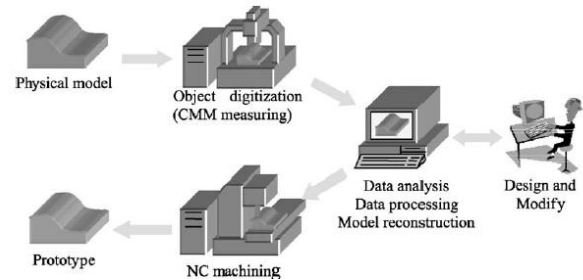 Physical model
Object digitization
(CMM measuring)
Data analysis
Data processing
Model reconstruction
Design and
Modify
Prototype
NC machining